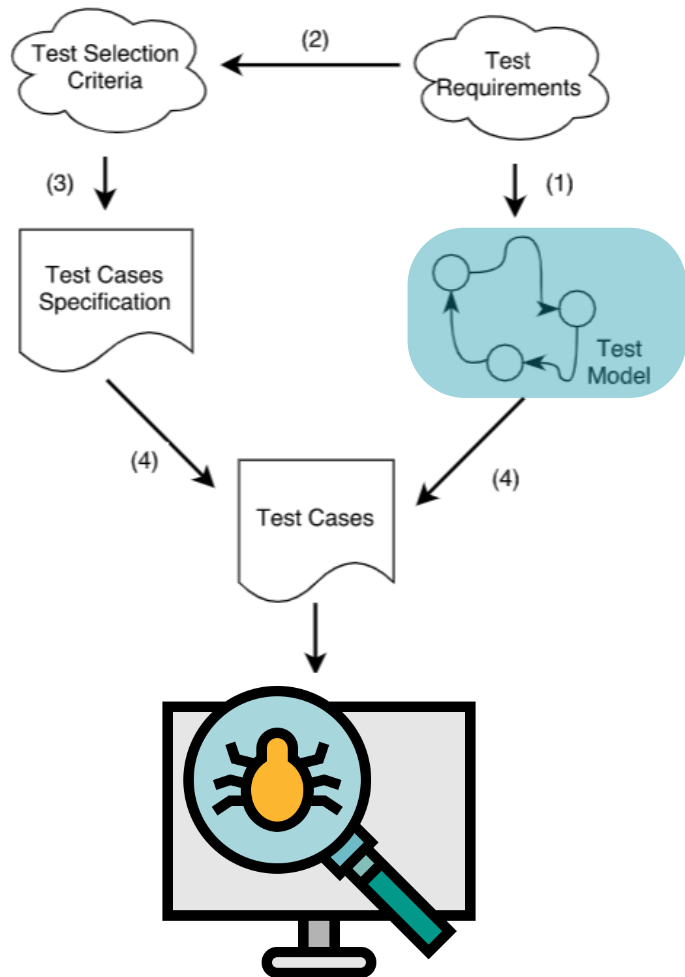 Test Selection
Criteria
(2)
Test
Requirements
(3)
(1)
Test Cases
Specification
Test
Model
(4)
(4)
Test Cases